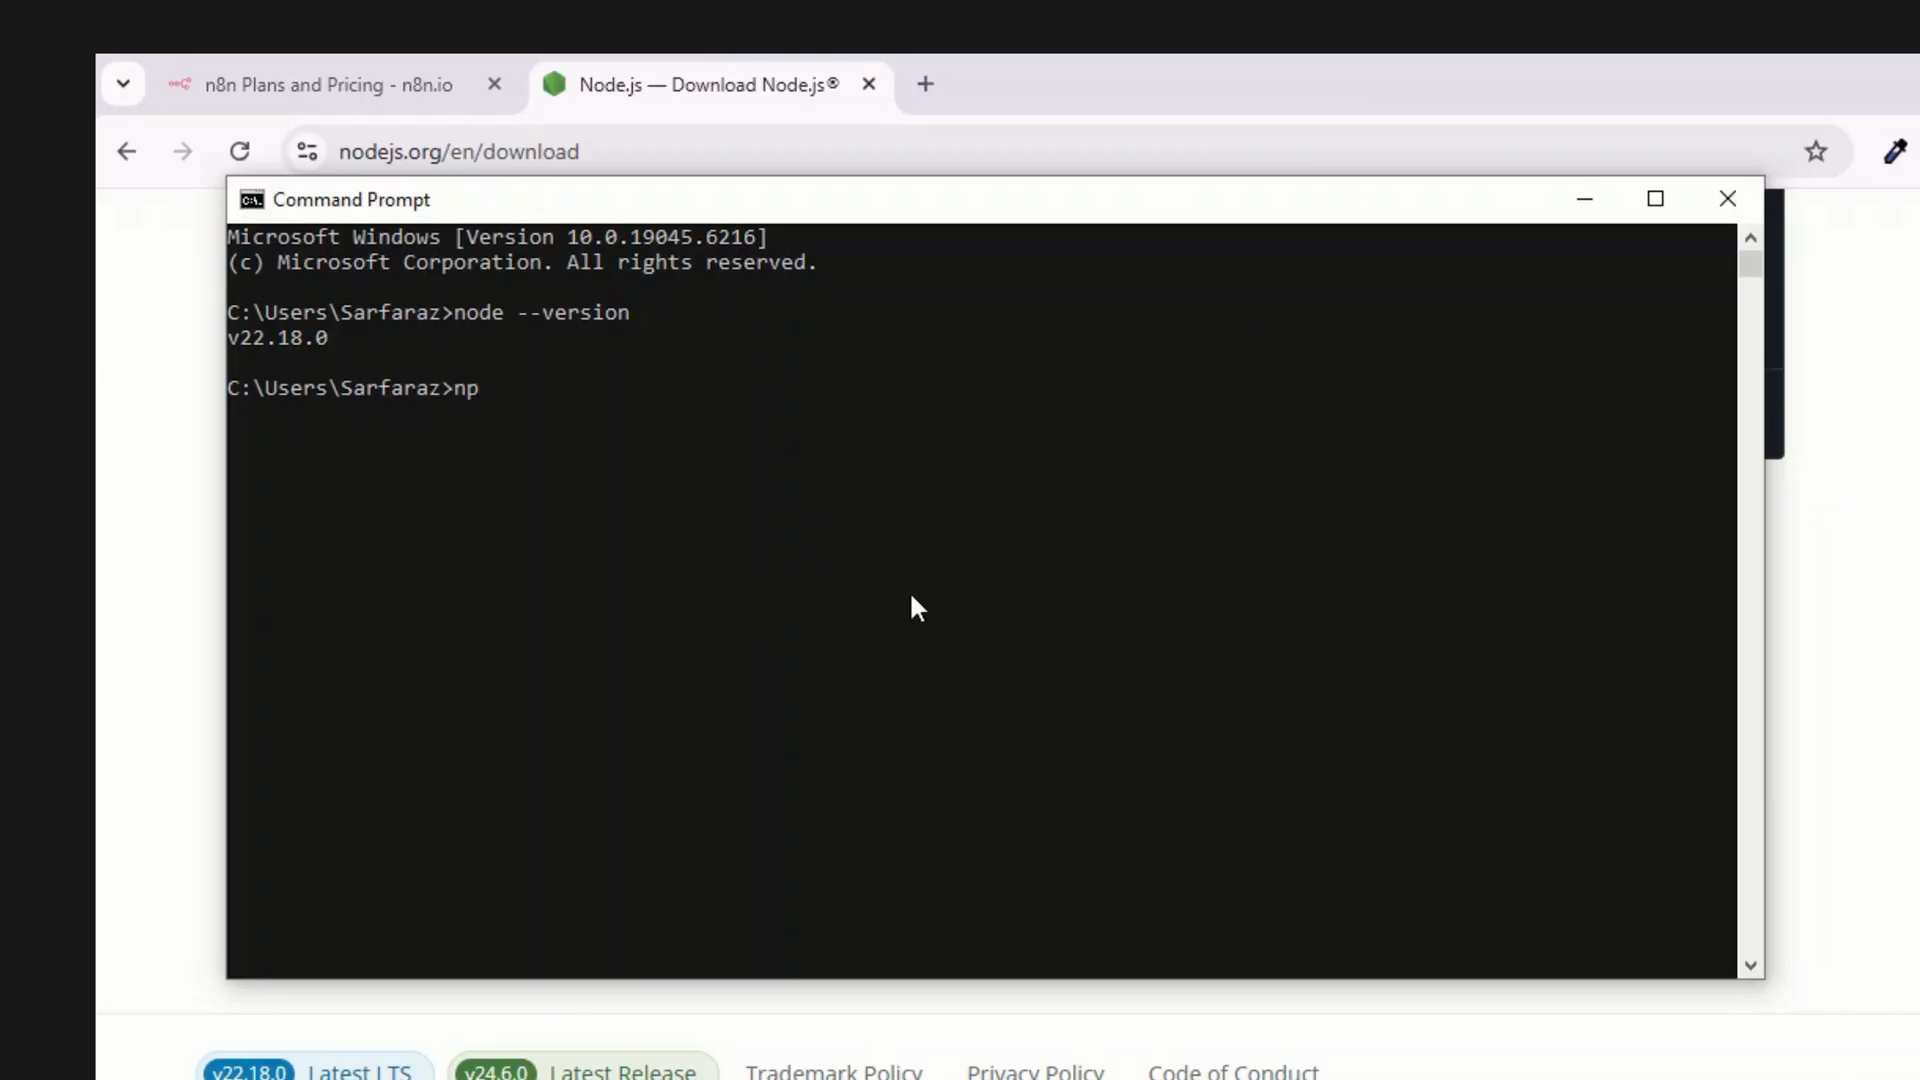 n8n Plans and Pricing - n8n.io
Node.js — Download Node.js®
nodejs.org/en/download
Command Prompt
Microsoft Windows [Version 10.0.19045.6216]
(c) Microsoft Corporation. All rights reserved.
C:\Users\Sarfaraz>node --version
v22.18.0
C:\Users\Sarfaraz>np
v22.18.0 Latest LTS v24.6.0 Latest Release Trademark Policy Privacy Policy Code of Conduct